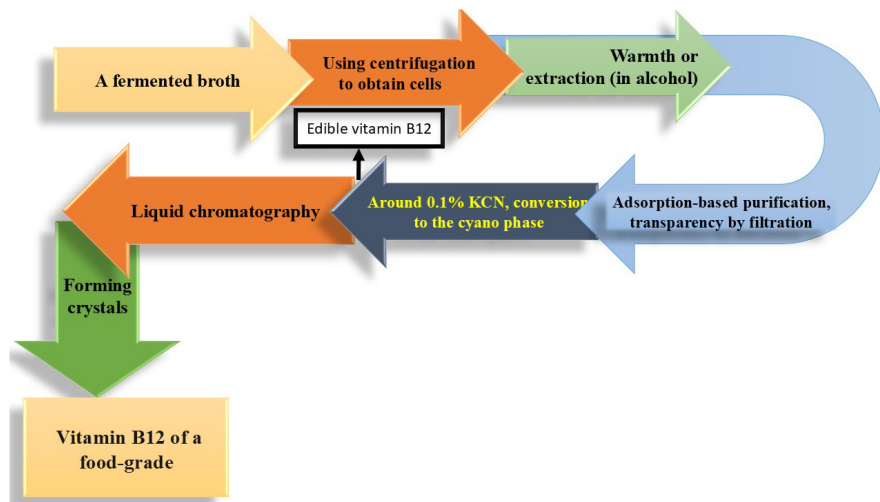 A fermented broth
Using centrifugation
to obtain cells
Warmth or
extraction (in alcohol)
Edible vitamin B12
Adsorption-based purification,
transparency by filtration
Around 0.1% KCN, conversion
to the cyano phase
Liquid chromatography
Forming
crystals
Vitamin B12 of a
food-grade